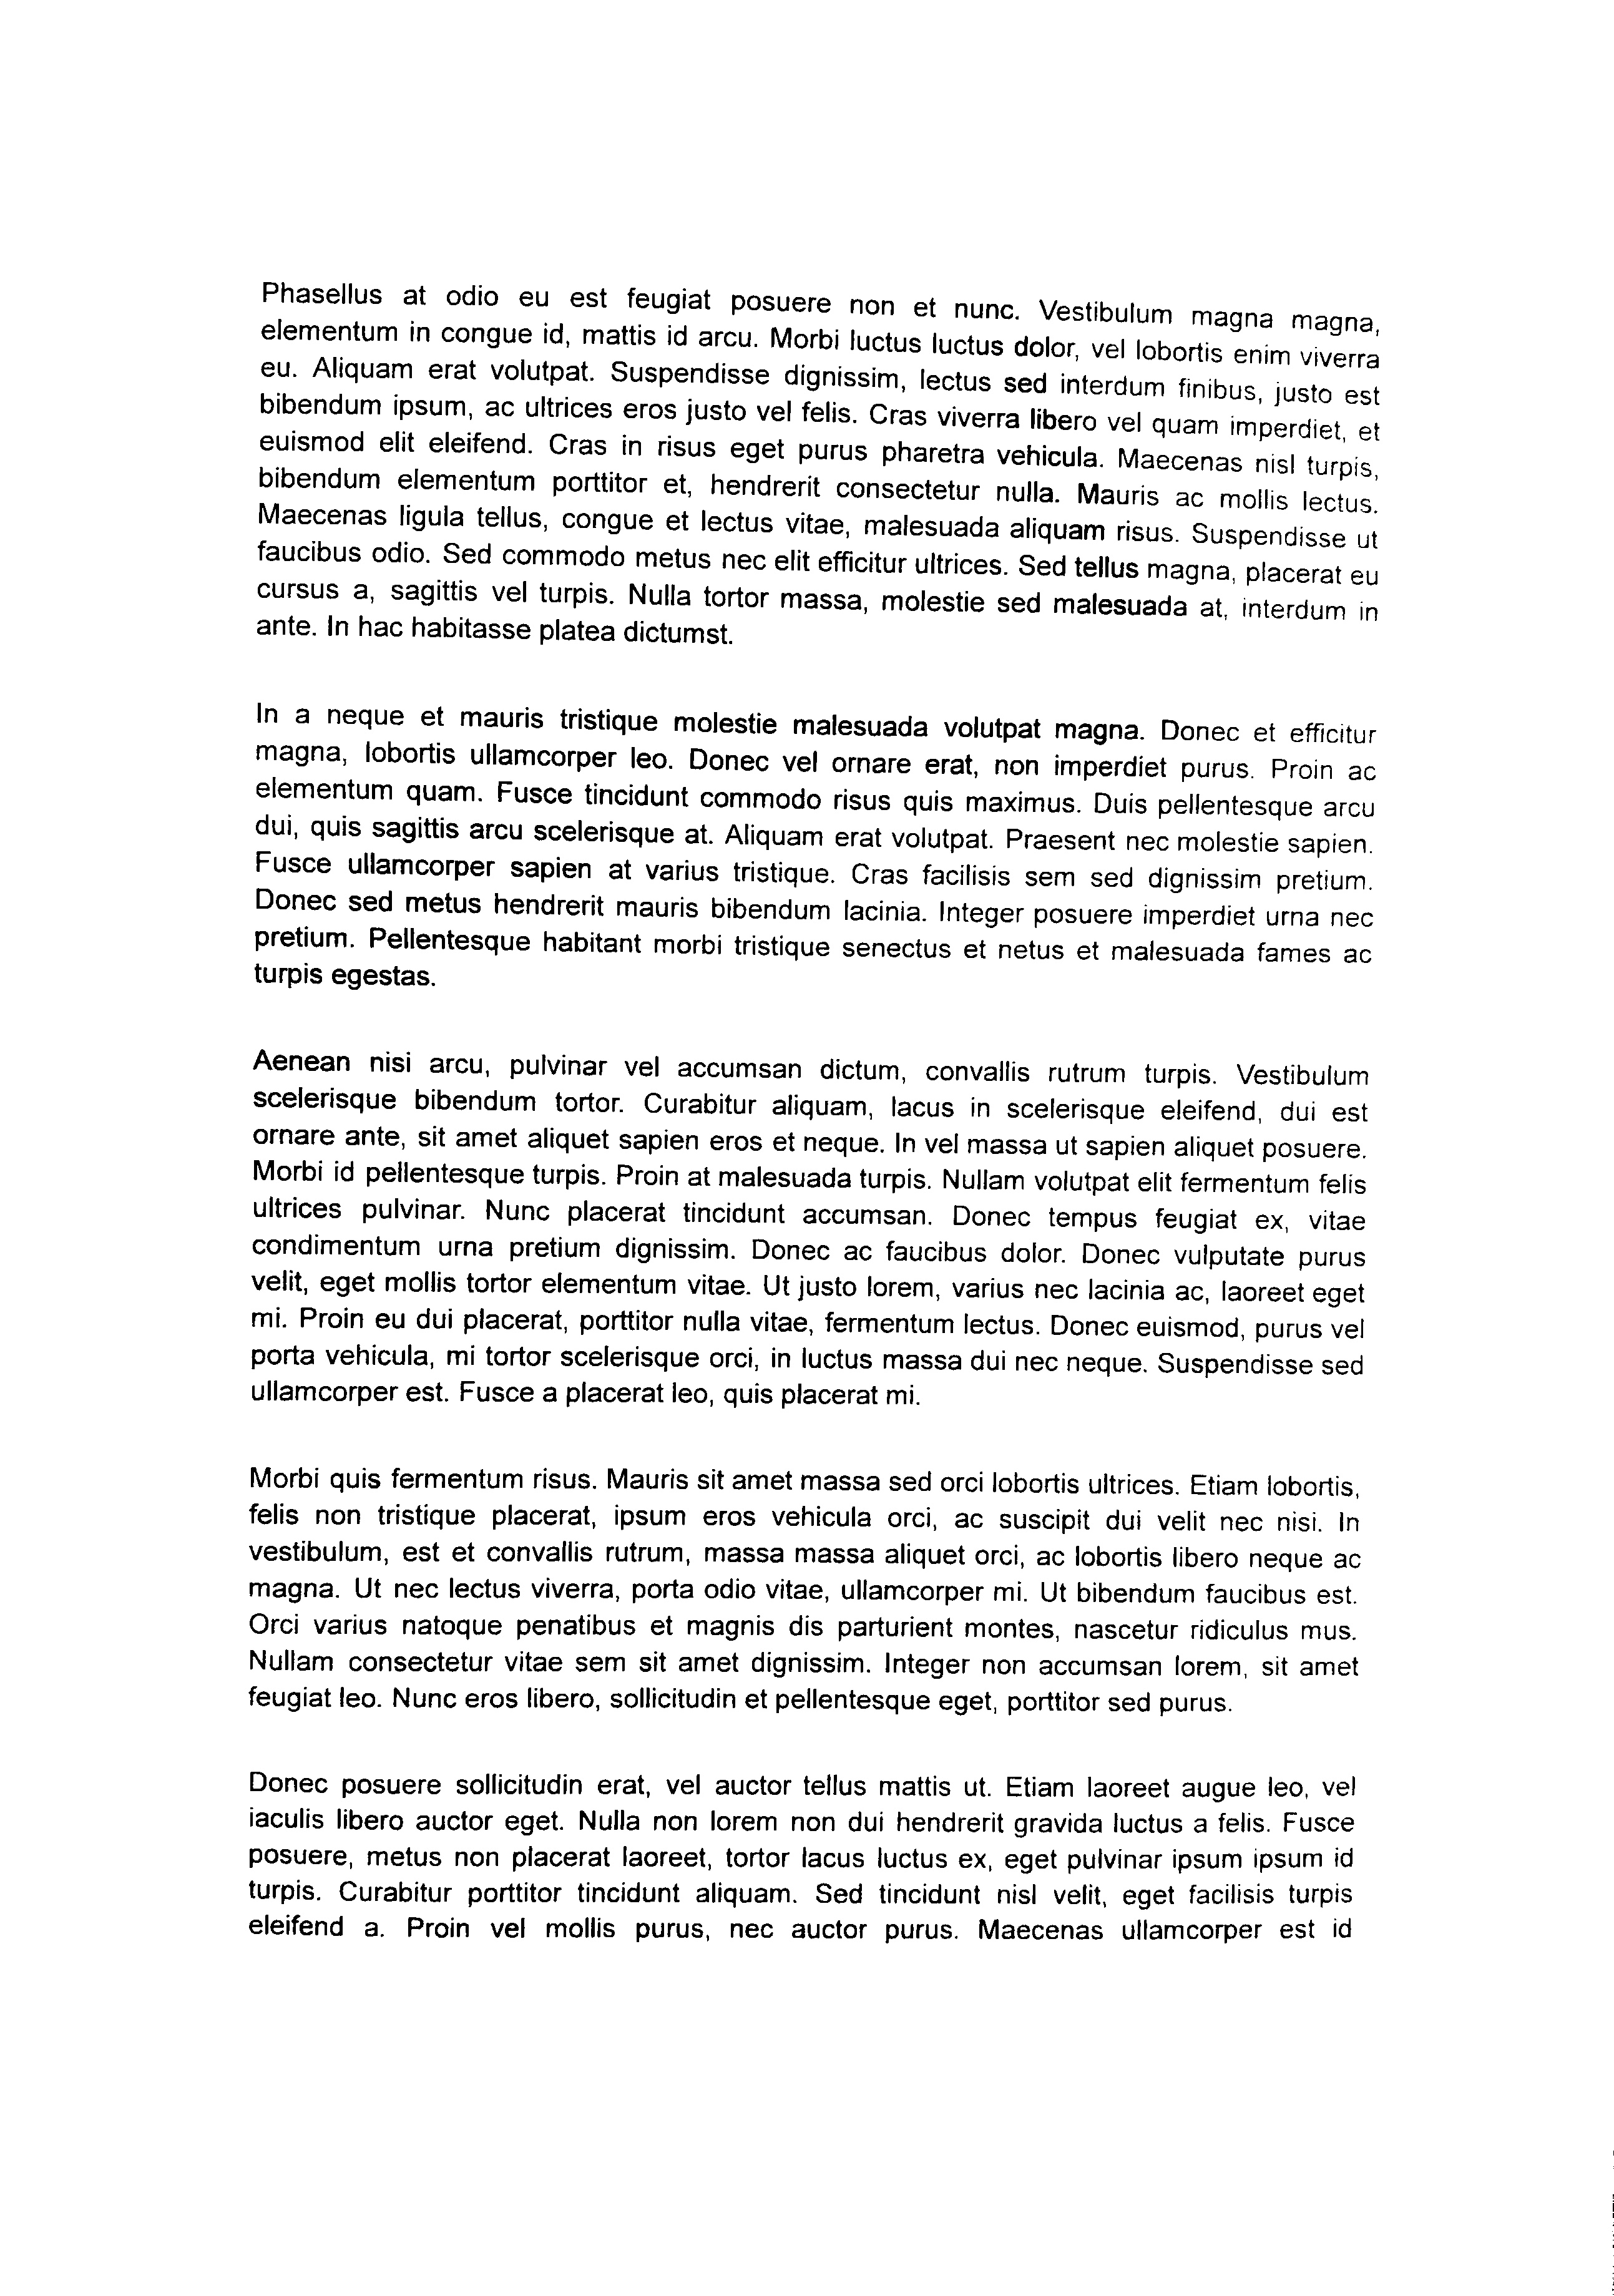 Phasellus at odio eu est feugiat posuere non et nunc. Vestibulum magna magna,
elementum in congue id, mattis id arcu. Morbi luctus luctus dolor, vel lobortis enim viverra
eu. Aliquam erat volutpat. Suspendisse dignissim, lectus sed interdum finibus, justo est
bibendum ipsum, ac ultrices eros justo vel felis. Cras viverra libero vel quam imperdiet, et
euismod elit eleifend. Cras in risus eget purus pharetra vehicula. Maecenas nisl turpis,
bibendum elementum porttitor et, hendrerit consectetur nulla. Mauris ac mollis lectus.
Maecenas ligula tellus, congue et lectus vitae, malesuada aliquam risus. Suspendisse ut
faucibus odio. Sed commodo metus nec elit efficitur ultrices. Sed tellus magna, placerat eu
cursus a, sagittis vel turpis. Nulla tortor massa, molestie sed malesuada at, interdum in
ante. In hac habitasse platea dictumst.
In a neque et mauris tristique molestie malesuada volutpat magna. Donec et efficitur
magna, lobortis ullamcorper leo. Donec vel ornare erat, non imperdiet purus. Proin ac
elementum quam. Fusce tincidunt commodo risus quis maximus. Duis pellentesque arcu
dui, quis sagittis arcu scelerisque at. Aliquam erat volutpat. Praesent nec molestie sapien.
Fusce ullamcorper sapien at varius tristique. Cras facilisis sem sed dignissim pretium.
Donec sed metus hendrerit mauris bibendum lacinia. Integer posuere imperdiet urna nec
pretium. Pellentesque habitant morbi tristique senectus et netus et malesuada fames ac
turpis egestas.
Aenean nisi arcu, pulvinar vel accumsan dictum, convallis rutrum turpis. Vestibulum
scelerisque bibendum tortor. Curabitur aliquam, lacus in scelerisque eleifend, dui est
ornare ante, sit amet aliquet sapien eros et neque. In vel massa ut sapien aliquet posuere.
Morbi id pellentesque turpis. Proin at malesuada turpis. Nullam volutpat elit fermentum felis
ultrices pulvinar. Nunc placerat tincidunt accumsan. Donec tempus feugiat ex, vitae
condimentum urna pretium dignissim. Donec ac faucibus dolor. Donec vulputate purus
velit, eget mollis tortor elementum vitae. Ut justo lorem, varius nec lacinia ac, laoreet eget
mi. Proin eu dui placerat, porttitor nulla vitae, fermentum lectus. Donec euismod, purus vel
porta vehicula, mi tortor scelerisque orci, in luctus massa dui nec neque. Suspendisse sed
ullamcorper est. Fusce a placerat leo, quis placerat mi.
Morbi quis fermentum risus. Mauris sit amet massa sed orci lobortis ultrices. Etiam lobortis,
felis non tristique placerat, ipsum eros vehicula orci, ac suscipit dui velit nec nisi. In
vestibulum, est et convallis rutrum, massa massa aliquet orci, ac lobortis libero neque ac
magna. Ut nec lectus viverra, porta odio vitae, ullamcorper mi. Ut bibendum faucibus est.
Orci varius natoque penatibus et magnis dis parturient montes, nascetur ridiculus mus.
Nullam consectetur vitae sem sit amet dignissim. Integer non accumsan lorem, sit amet
feugiat leo. Nunc eros libero, sollicitudin et pellentesque eget, porttitor sed purus.
Donec posuere sollicitudin erat, vel auctor tellus mattis ut. Etiam laoreet augue leo, vel
iaculis libero auctor eget. Nulla non lorem non dui hendrerit gravida luctus a felis. Fusce
posuere, metus non placerat laoreet, tortor lacus luctus ex, eget pulvinar ipsum ipsum id
turpis. Curabitur porttitor tincidunt aliquam. Sed tincidunt nisl velit, eget facilisis turpis
eleifend a. Proin vel mollis purus, nec auctor purus. Maecenas ullamcorper est id